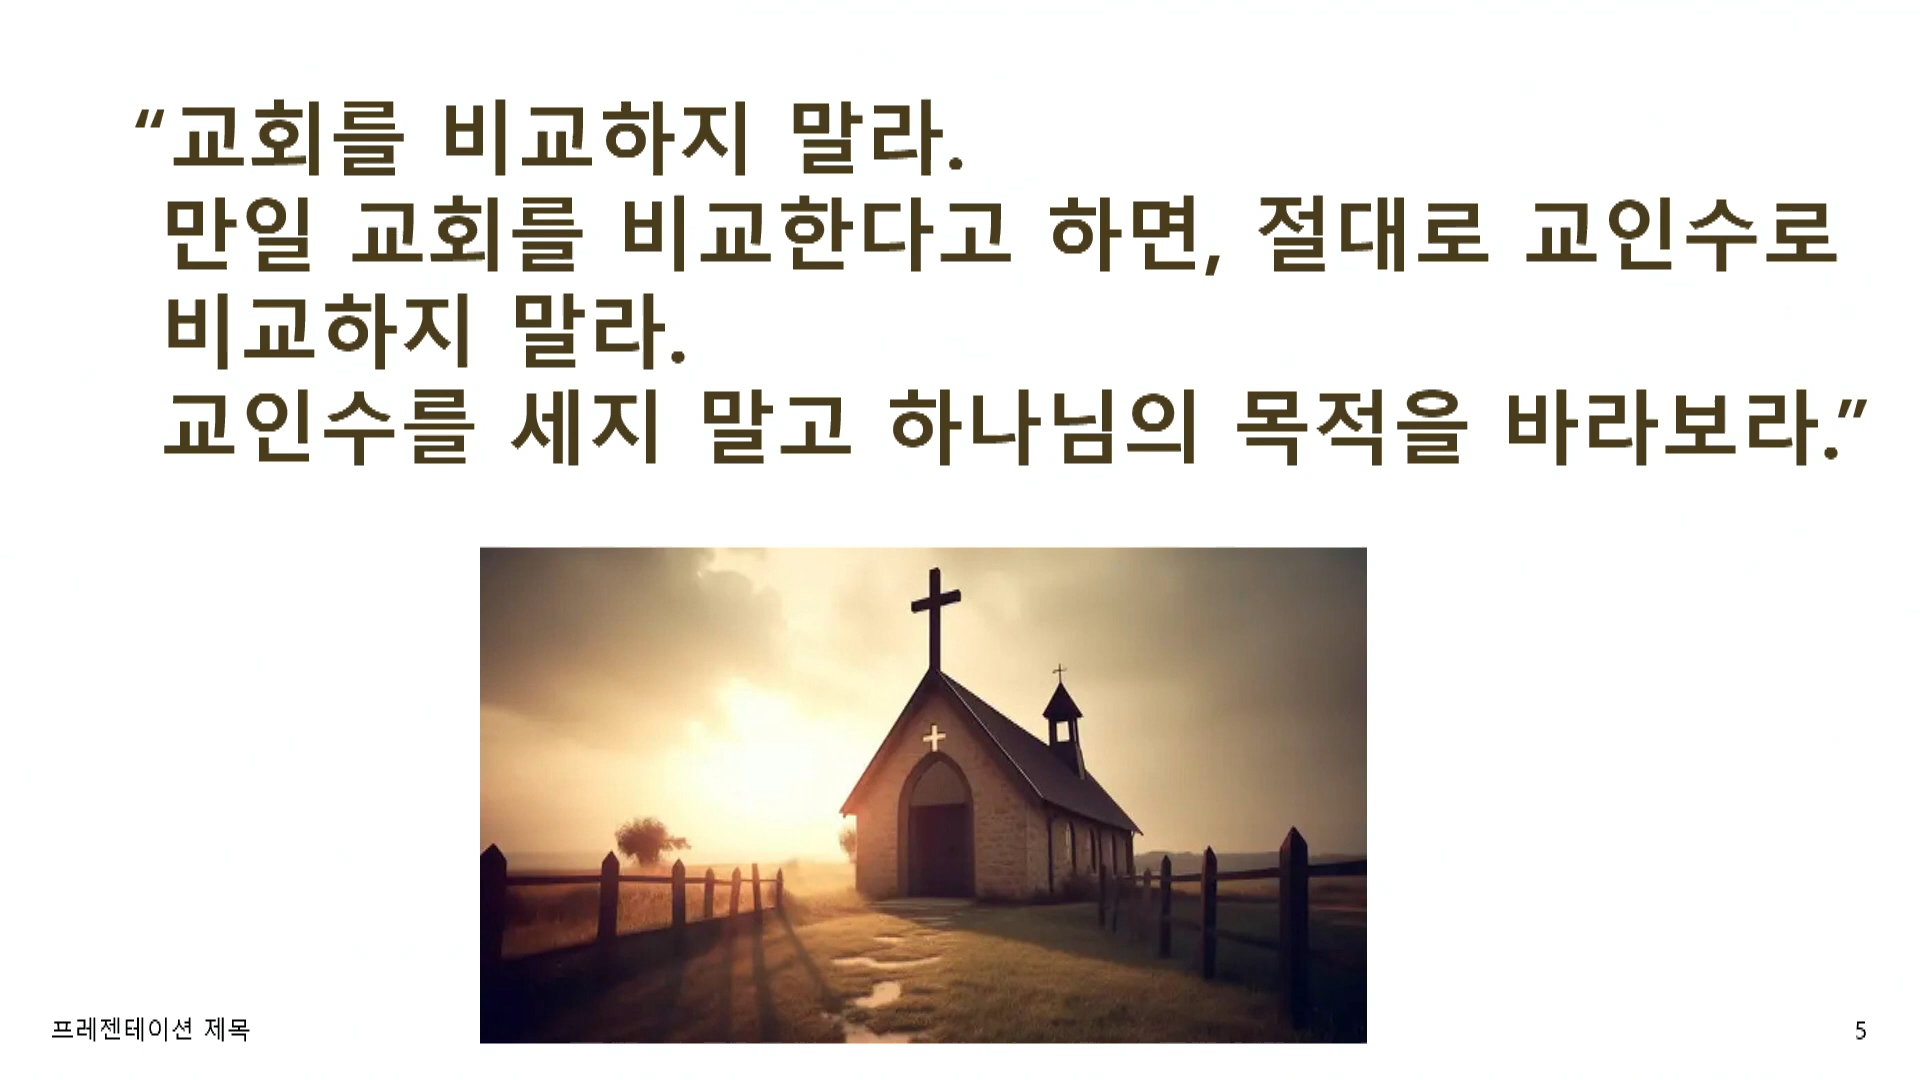 “교회를 비교하지 말라.
만일 교회를 비교한다고 하면, 절대로 교인수로
비교하지 말라.
교인수를 세지 말고 하나님의 목적을 바라보라.”
프레젠테이션 제목
5